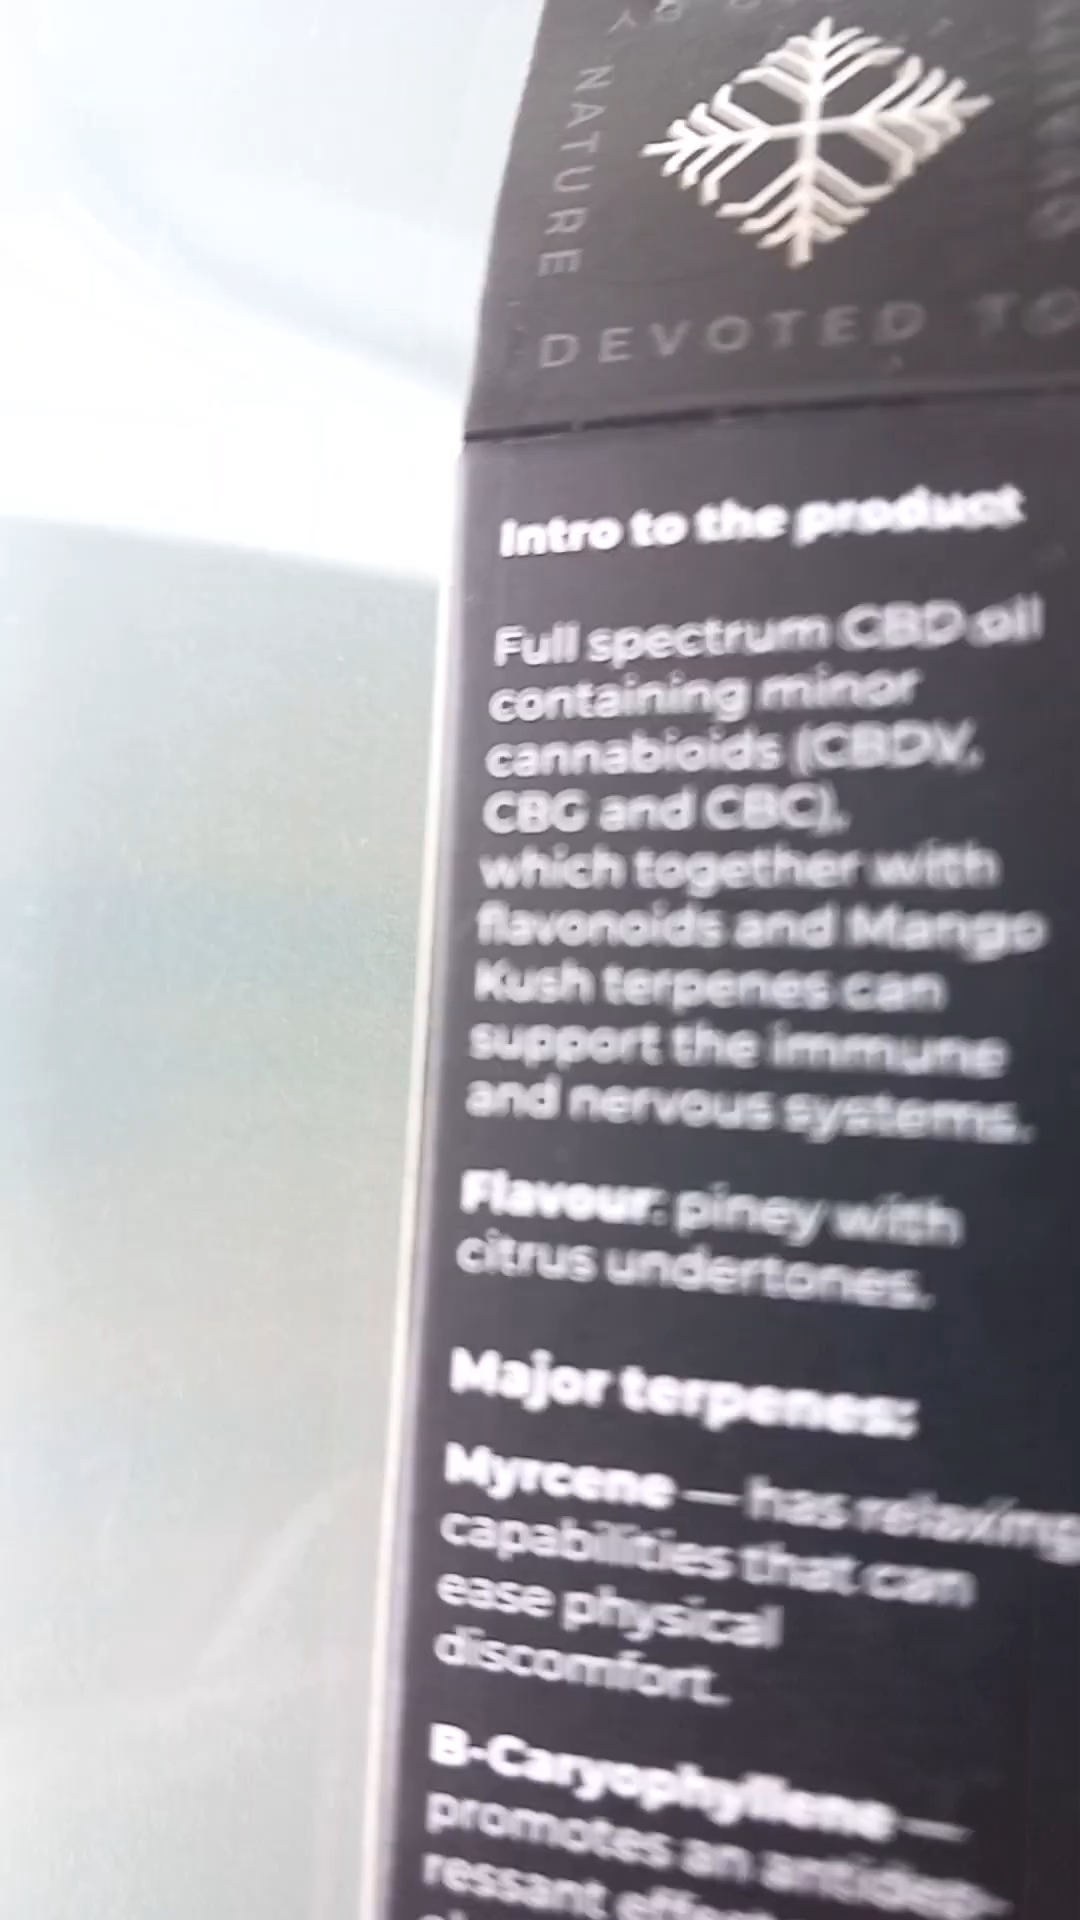 NATURE
DEVOTED TO
Intro to the product
Full spectrum CBD oil
containing minor
cannabioids (CBDV,
CBG and CBC),
which together with
flavonoids and Mango
Kush terpenes can
support the immune
and nervous systems.
Flavour: piney with
citrus undertones.
Major terpenes:
Myrcene — has relaxing
capabilities that can
ease physical
discomfort.
B-Caryophyllene —
promotes an antidep-
ressant effect